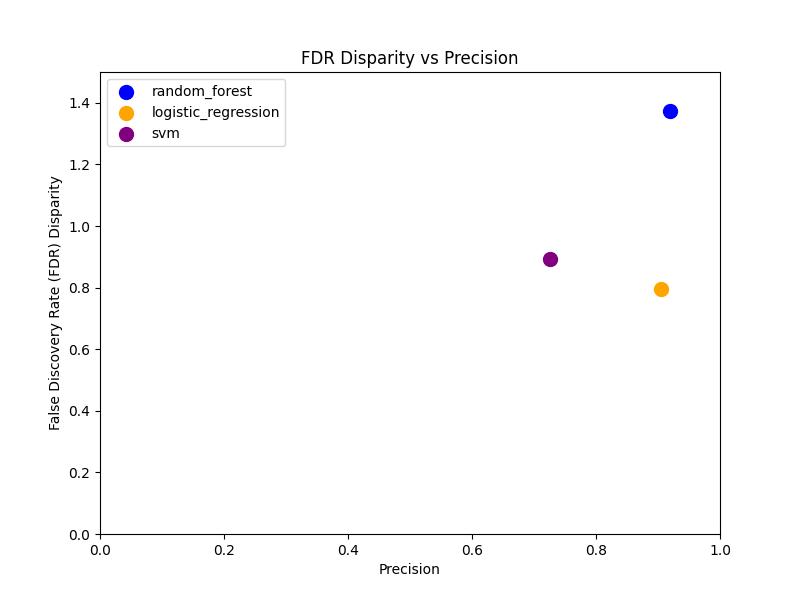 FDR Disparity vs Precision
random_forest
logistic_regression
svm
False Discovery Rate (FDR) Disparity
1.4
1.2
1.0
0.8
0.6
0.4
0.2
0.0
0.0 0.2 0.4 0.6 0.8 1.0
Precision